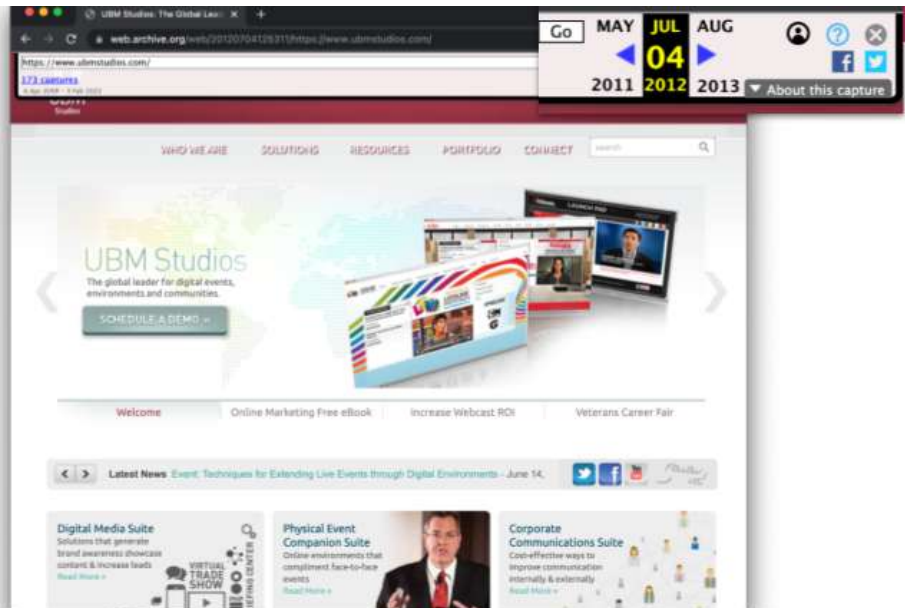 UBM Studios: The Global Lea
web.archive.org/web/20120704126311/https://www.ubmstudios.com/
https://www.ubmstudios.com/
173 captures
Go
MAY JUL AUG
04
2011 2012 2013
About this capture
UBM
Studios
WHO WE ARE SOLUTIONS RESOURCES PORTFOLIO CONNECT search
UBM Studios
The global leader for digital events,
environments and communities.
SCHEDULE A DEMO »
Welcome Online Marketing Free eBook Increase Webcast ROI Veterans Career Fair
Latest News Event: Techniques for Extending Live Events through Digital Environments - June 14,
Digital Media Suite
Solutions that generate
brand awareness showcase
content & increase leads
Read More »
VIRTUAL
TRADE
SHOW
BRIEFING CENTER
Physical Event
Companion Suite
Online environments that
compliment face-to-face
events
Read More »
Corporate
Communications Suite
Cost-effective ways to
improve communication
internally & externally
Read More »